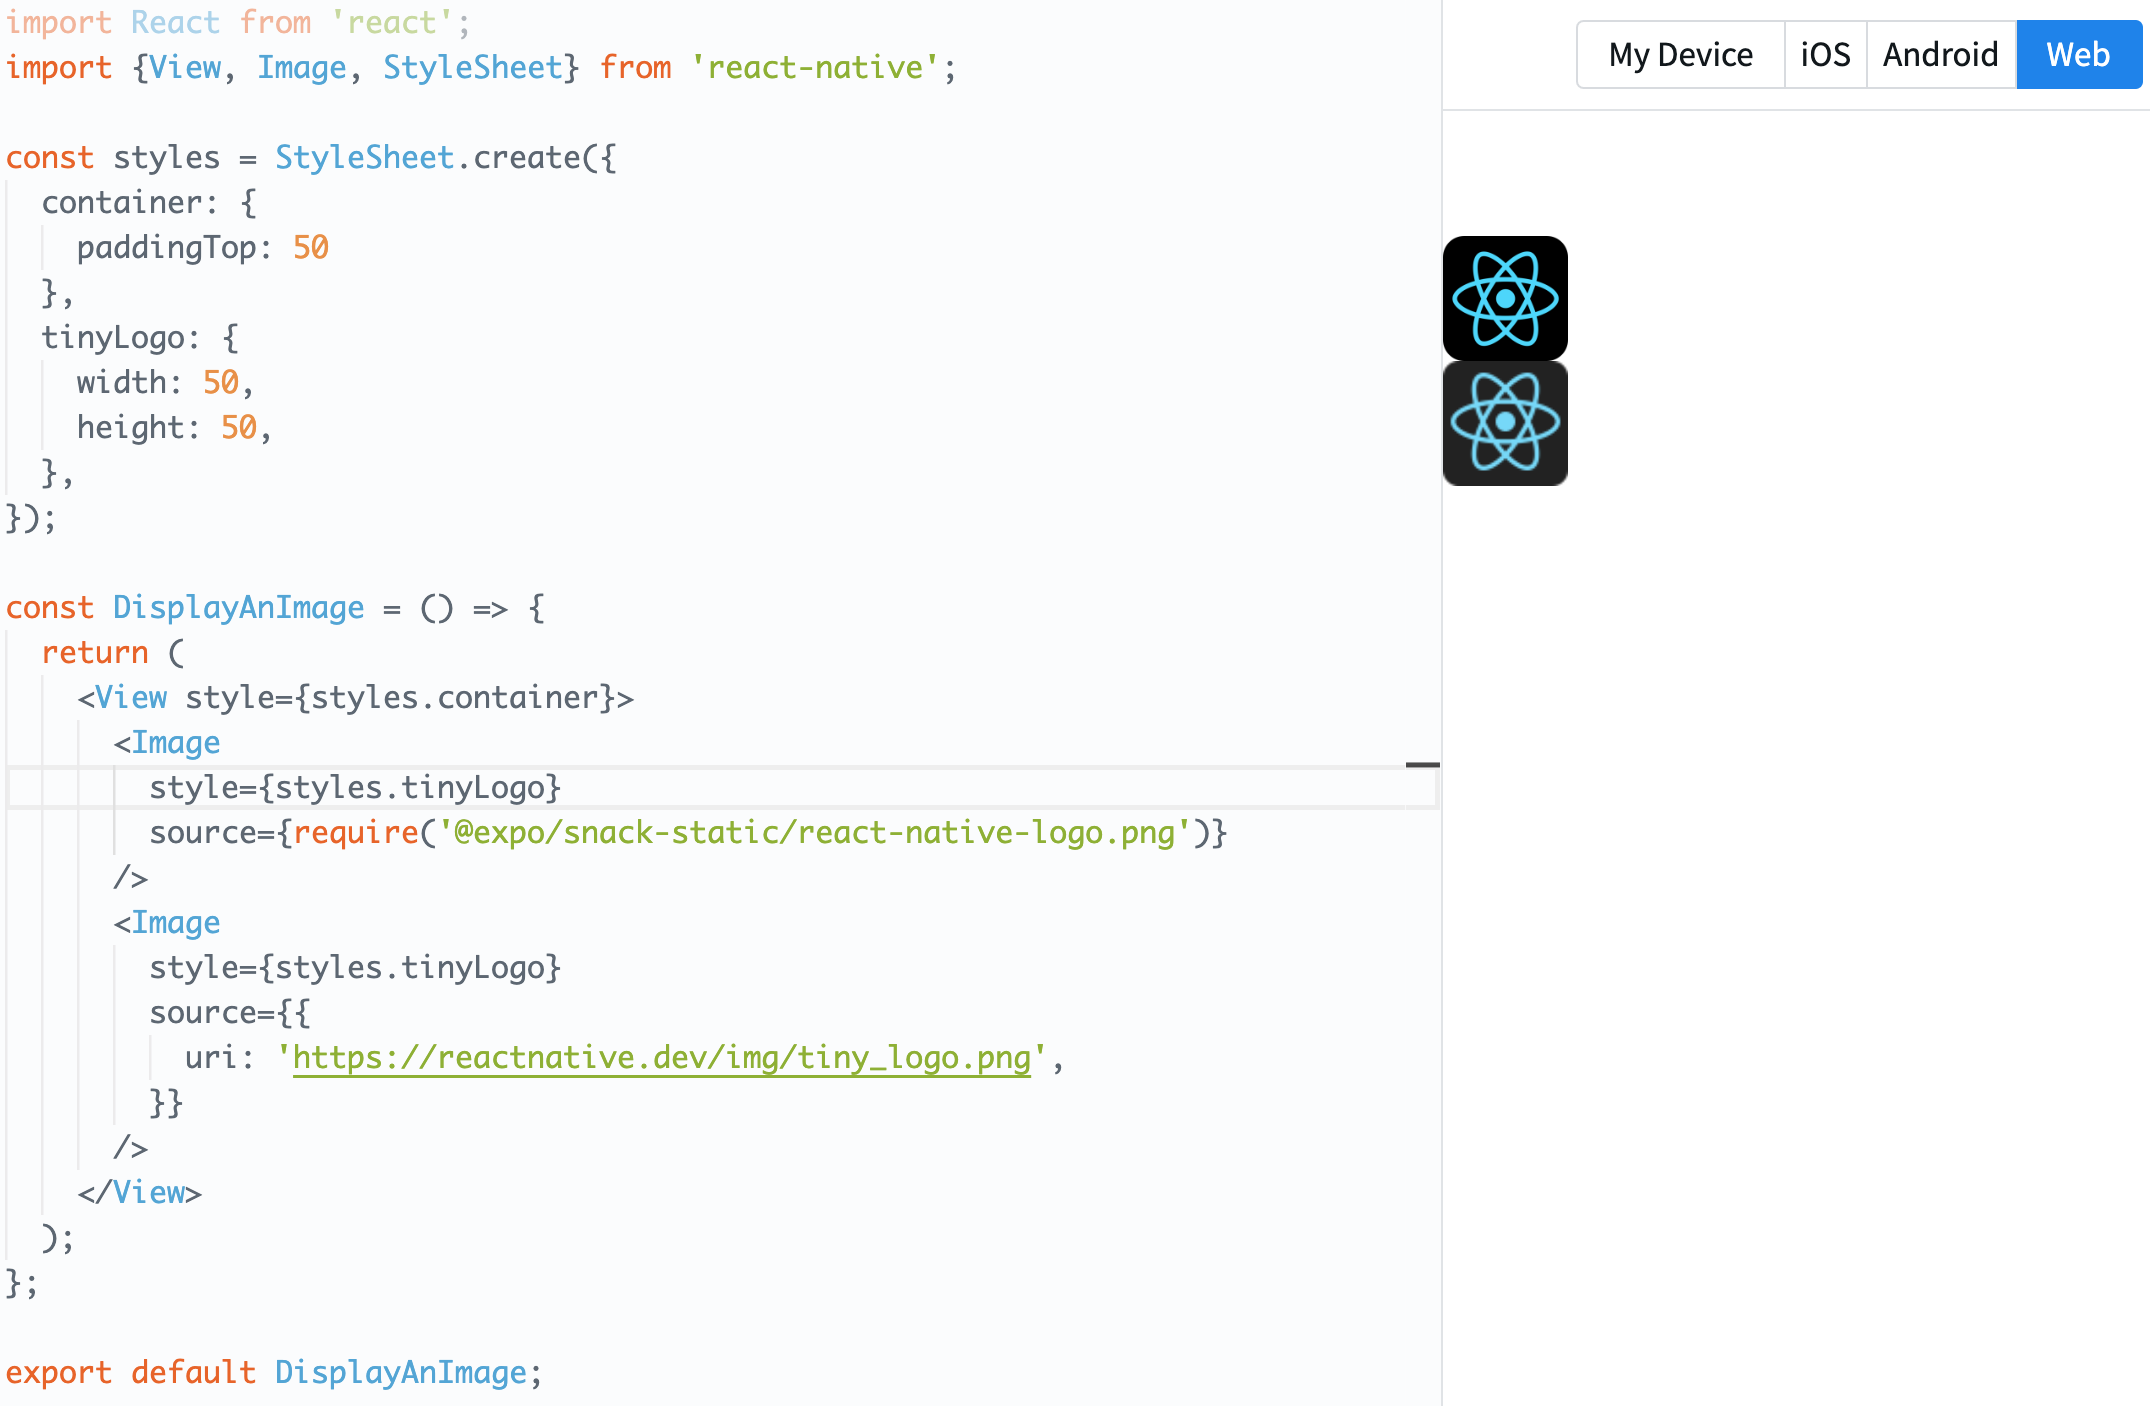 import React from 'react';
import {View, Image, StyleSheet} from 'react-native';
const styles = StyleSheet.create({
  container: {
    paddingTop: 50
  },
  tinyLogo: {
    width: 50,
    height: 50,
  },
});
const DisplayAnImage = () => {
  return (
    <View style={styles.container}>
      <Image
        style={styles.tinyLogo}
        source={require('@expo/snack-static/react-native-logo.png')}
      />
      <Image
        style={styles.tinyLogo}
        source={{
          uri: 'https://reactnative.dev/img/tiny_logo.png',
        }}
      />
    </View>
  );
};
export default DisplayAnImage;
My Device
iOS
Android
Web